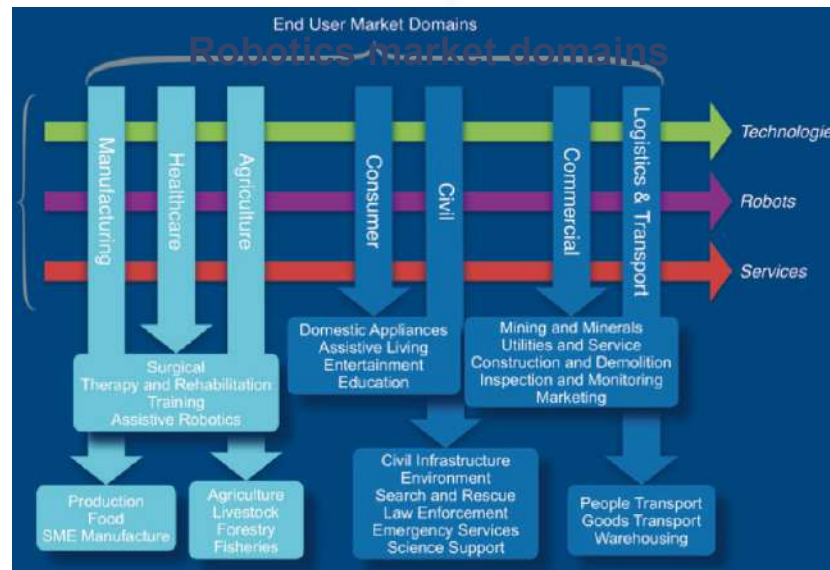 End User Market Domains
Robotics market domains
Manufacturing
Healthcare
Agriculture
Consumer
Civil
Commercial
Logistics & Transport
Technologie
Robots
Services
Surgical
Therapy and Rehabilitation
Training
Assistive Robotics
Domestic Appliances
Assistive Living
Entertainment
Education
Mining and Minerals
Utilities and Service
Construction and Demolition
Inspection and Monitoring
Marketing
Production
Food
SME Manufacture
Agriculture
Livestock
Forestry
Fisheries
Civil Infrastructure
Environment
Search and Rescue
Law Enforcement
Emergency Services
Science Support
People Transport
Goods Transport
Warehousing